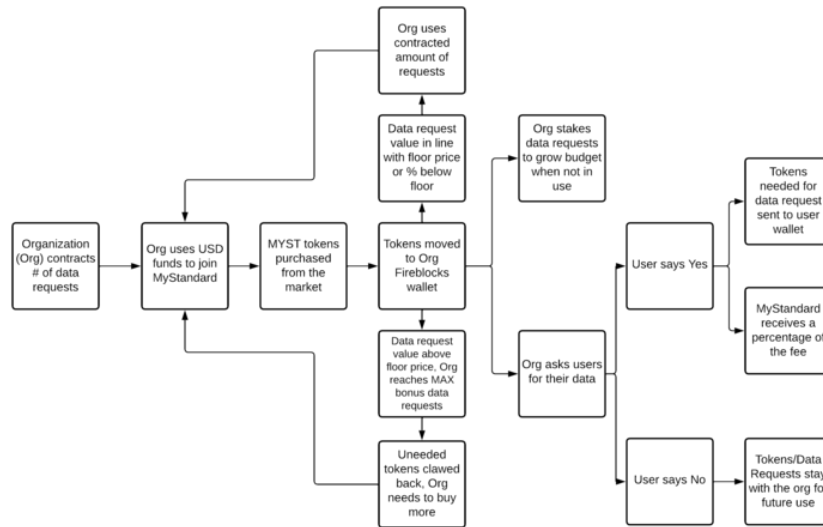 Org uses
contracted
amount of
requests
Data request
value in line
with floor price
or % below
floor
Org stakes
data requests
to grow budget
when not in
use
Tokens
needed for
data request
sent to user
wallet
Organization
(Org) contracts
# of data
requests
Org uses USD
funds to join
MyStandard
MYST tokens
purchased
from the
market
Tokens moved
to Org
Fireblocks
wallet
User says Yes
MyStandard
receives a
percentage of
the fee
Data request
value above
floor price, Org
reaches MAX
bonus data
requests
Org asks users
for their data
Uneeded
tokens clawed
back, Org
needs to buy
more
User says No
Tokens/Data
Requests stay
with the org fo
future use